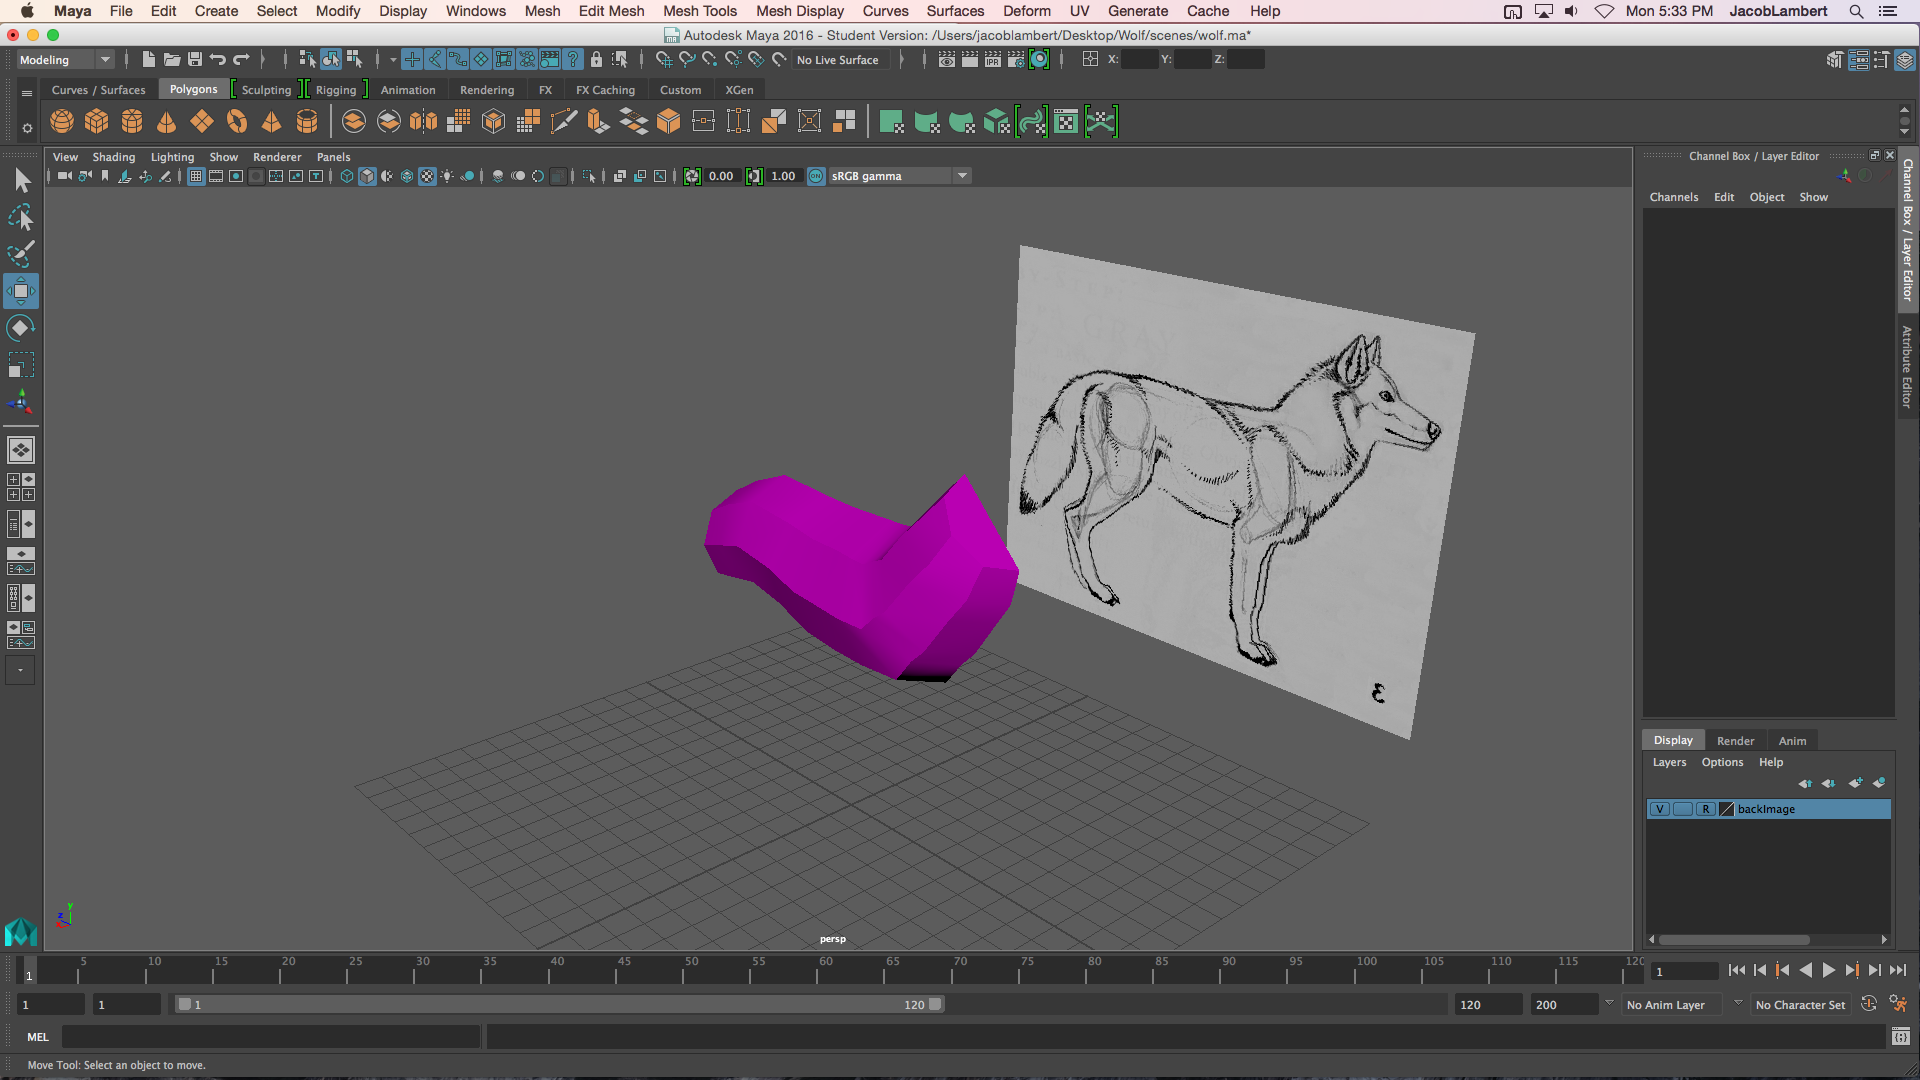 Maya File Edit Create Select Modify Display Windows Mesh Edit Mesh Mesh Tools Mesh Display Curves Surfaces Deform UV Generate Cache Help Mon 5:33 PM JacobLambert
Autodesk Maya 2016 - Student Version: /Users/jacoblambert/Desktop/Wolf/scenes/wolf.ma*
Modeling No Live Surface IPR X: Y: Z:
Curves / Surfaces Polygons Sculpting Rigging Animation Rendering FX FX Caching Custom XGen
View Shading Lighting Show Renderer Panels
0.00 1.00 ON sRGB gamma
Channel Box / Layer Editor
Channels Edit Object Show
Channel Box / Layer Editor
Attribute Editor
GRAY
Display Render Anim
Layers Options Help
V R backImage
y
z
x
persp
5 10 15 20 25 30 35 40 45 50 55 60 65 70 75 80 85 90 95 100 105 110 115 120
1 1
1 1 1 120 120 200 No Anim Layer No Character Set
MEL
Move Tool: Select an object to move.